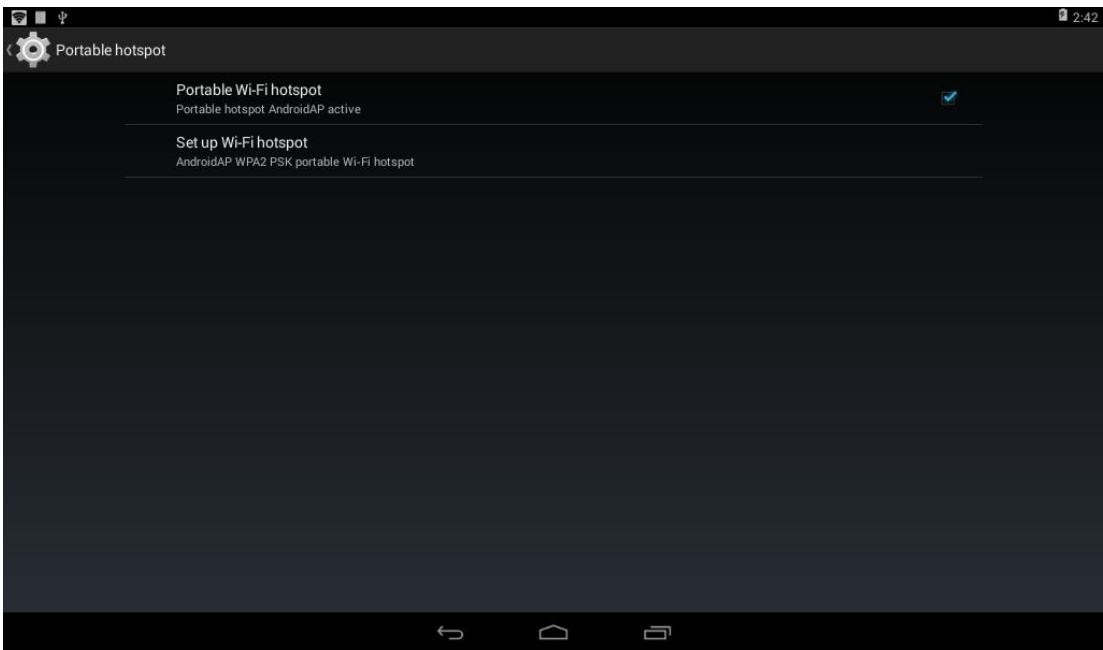 2:42
Portable hotspot
Portable Wi-Fi hotspot
Portable hotspot AndroidAP active
Set up Wi-Fi hotspot
AndroidAP WPA2 PSK portable Wi-Fi hotspot